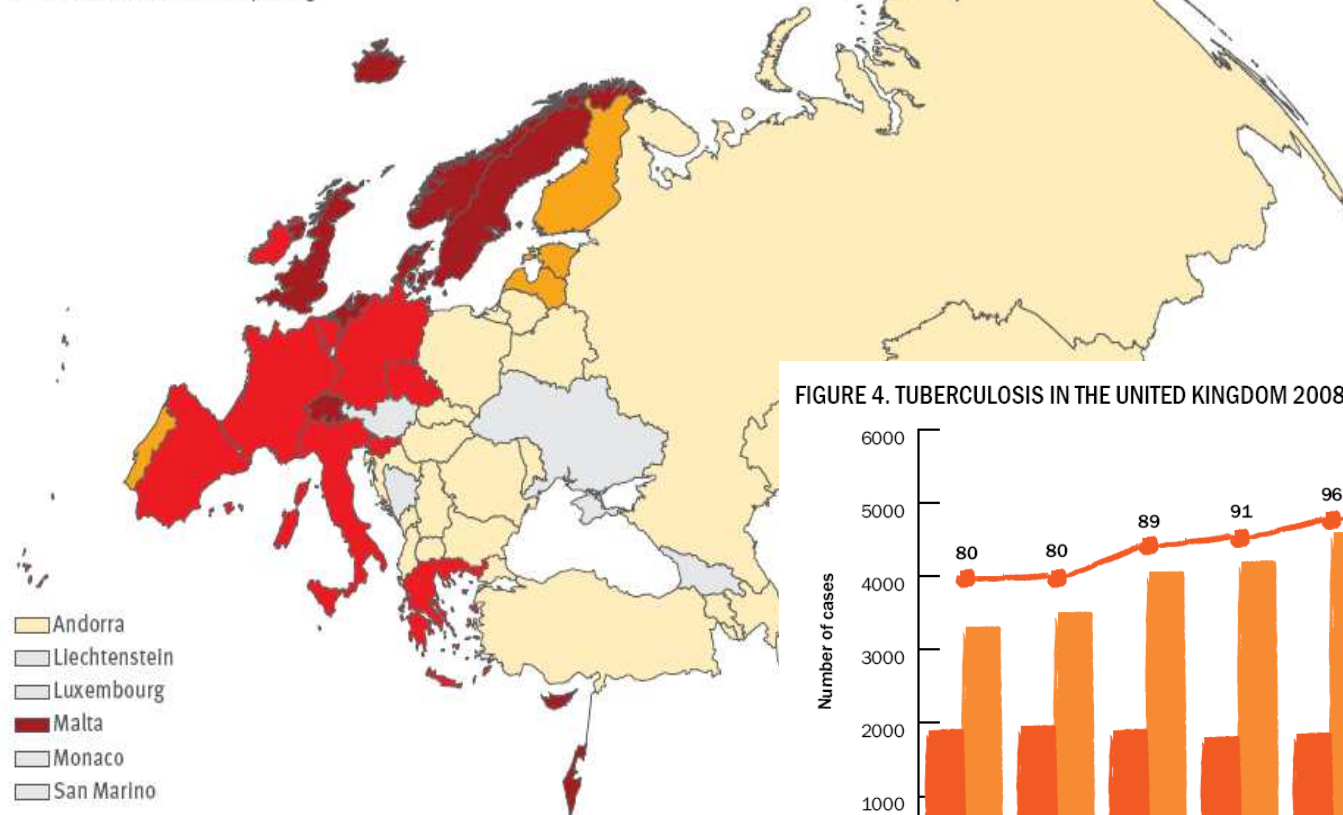 Andorra
Liechtenstein
Luxembourg
Malta
Monaco
San Marino
FIGURE 4. TUBERCULOSIS IN THE UNITED KINGDOM 2008
Number of cases
6000
5000
4000
3000
2000
1000
80
80
89
91
96